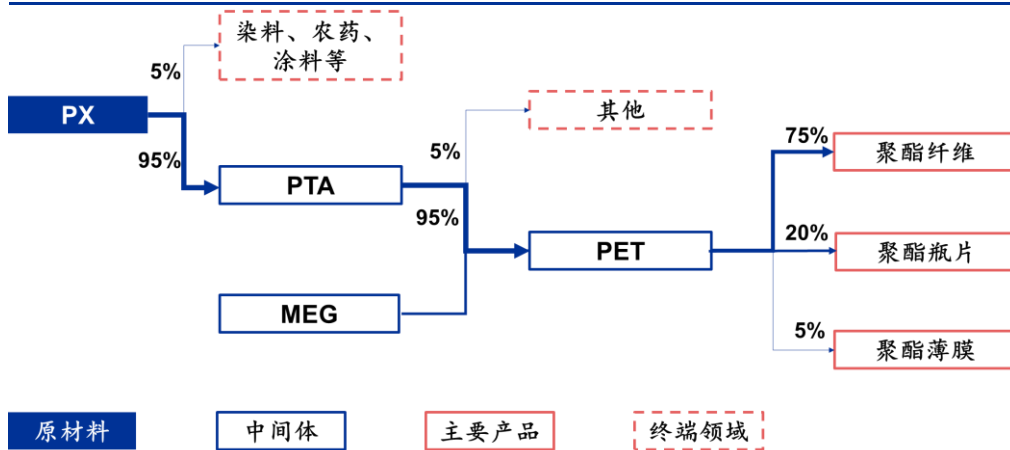 染料、农药、
涂料等
5%
PX
95%
其他
5%
PTA
95%
MEG
PET
75%
聚酯纤维
20%
聚酯瓶片
5%
聚酯薄膜
原材料
中间体
主要产品
终端领域